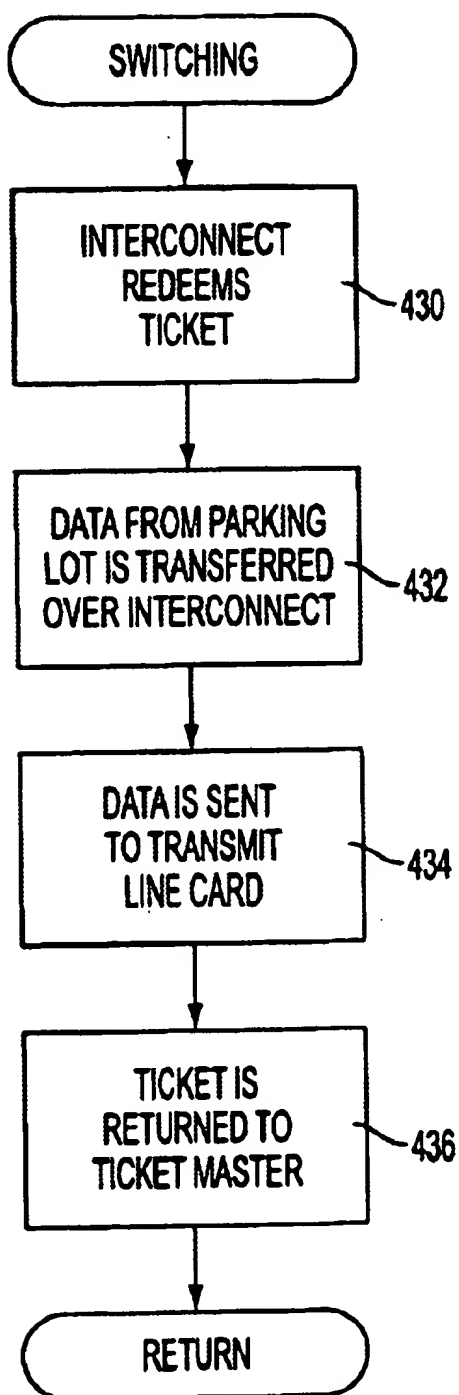 SWITCHING
INTERCONNECT
REDEEMS
TICKET
430
DATA FROM PARKING
LOT IS TRANSFERRED
OVER INTERCONNECT
432
DATA IS SENT
TO TRANSMIT
LINE CARD
434
TICKET IS
RETURNED TO
TICKET MASTER
436
RETURN